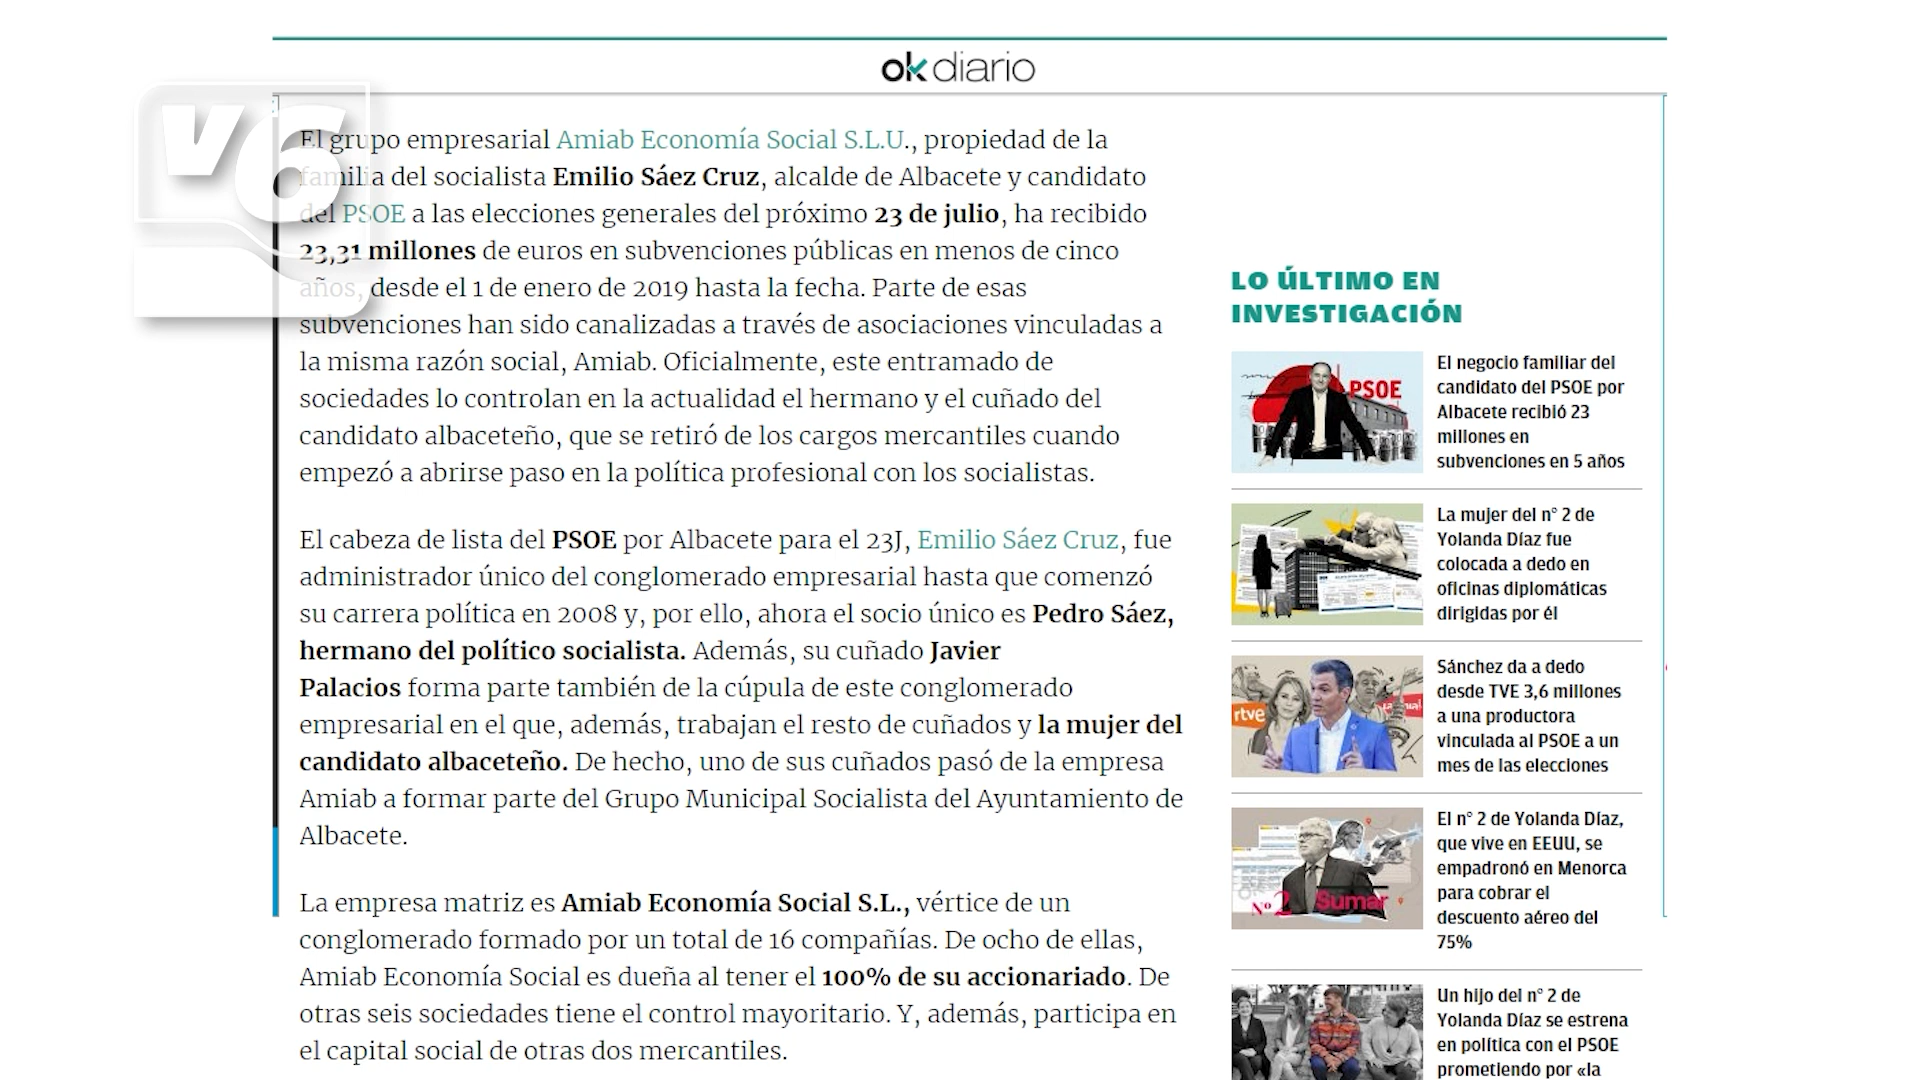 okdiario
V6
El grupo empresarial Amiab Economía Social S.L.U., propiedad de la
familia del socialista Emilio Sáez Cruz, alcalde de Albacete y candidato
del PSOE a las elecciones generales del próximo 23 de julio, ha recibido
23,31 millones de euros en subvenciones públicas en menos de cinco
años, desde el 1 de enero de 2019 hasta la fecha. Parte de esas
subvenciones han sido canalizadas a través de asociaciones vinculadas a
la misma razón social, Amiab. Oficialmente, este entramado de
sociedades lo controlan en la actualidad el hermano y el cuñado del
candidato albaceteño, que se retiró de los cargos mercantiles cuando
empezó a abrirse paso en la política profesional con los socialistas.
El cabeza de lista del PSOE por Albacete para el 23J, Emilio Sáez Cruz, fue
administrador único del conglomerado empresarial hasta que comenzó
su carrera política en 2008 y, por ello, ahora el socio único es Pedro Sáez,
hermano del político socialista. Además, su cuñado Javier
Palacios forma parte también de la cúpula de este conglomerado
empresarial en el que, además, trabajan el resto de cuñados y la mujer del
candidato albaceteño. De hecho, uno de sus cuñados pasó de la empresa
Amiab a formar parte del Grupo Municipal Socialista del Ayuntamiento de
Albacete.
La empresa matriz es Amiab Economía Social S.L., vértice de un
conglomerado formado por un total de 16 compañías. De ocho de ellas,
Amiab Economía Social es dueña al tener el 100% de su accionariado. De
otras seis sociedades tiene el control mayoritario. Y, además, participa en
el capital social de otras dos mercantiles.
LO ÚLTIMO EN
INVESTIGACIÓN
PSOE
El negocio familiar del
candidato del PSOE por
Albacete recibió 23
millones en
subvenciones en 5 años
La mujer del nº 2 de
Yolanda Díaz fue
colocada a dedo en
oficinas diplomáticas
dirigidas por él
rtve
Sánchez da a dedo
desde TVE 3,6 millones
a una productora
vinculada al PSOE a un
mes de las elecciones
Nº 2 Sumar
El nº 2 de Yolanda Díaz,
que vive en EEUU, se
empadronó en Menorca
para cobrar el
descuento aéreo del
75%
Un hijo del nº 2 de
Yolanda Díaz se estrena
en política con el PSOE
prometiendo por «la